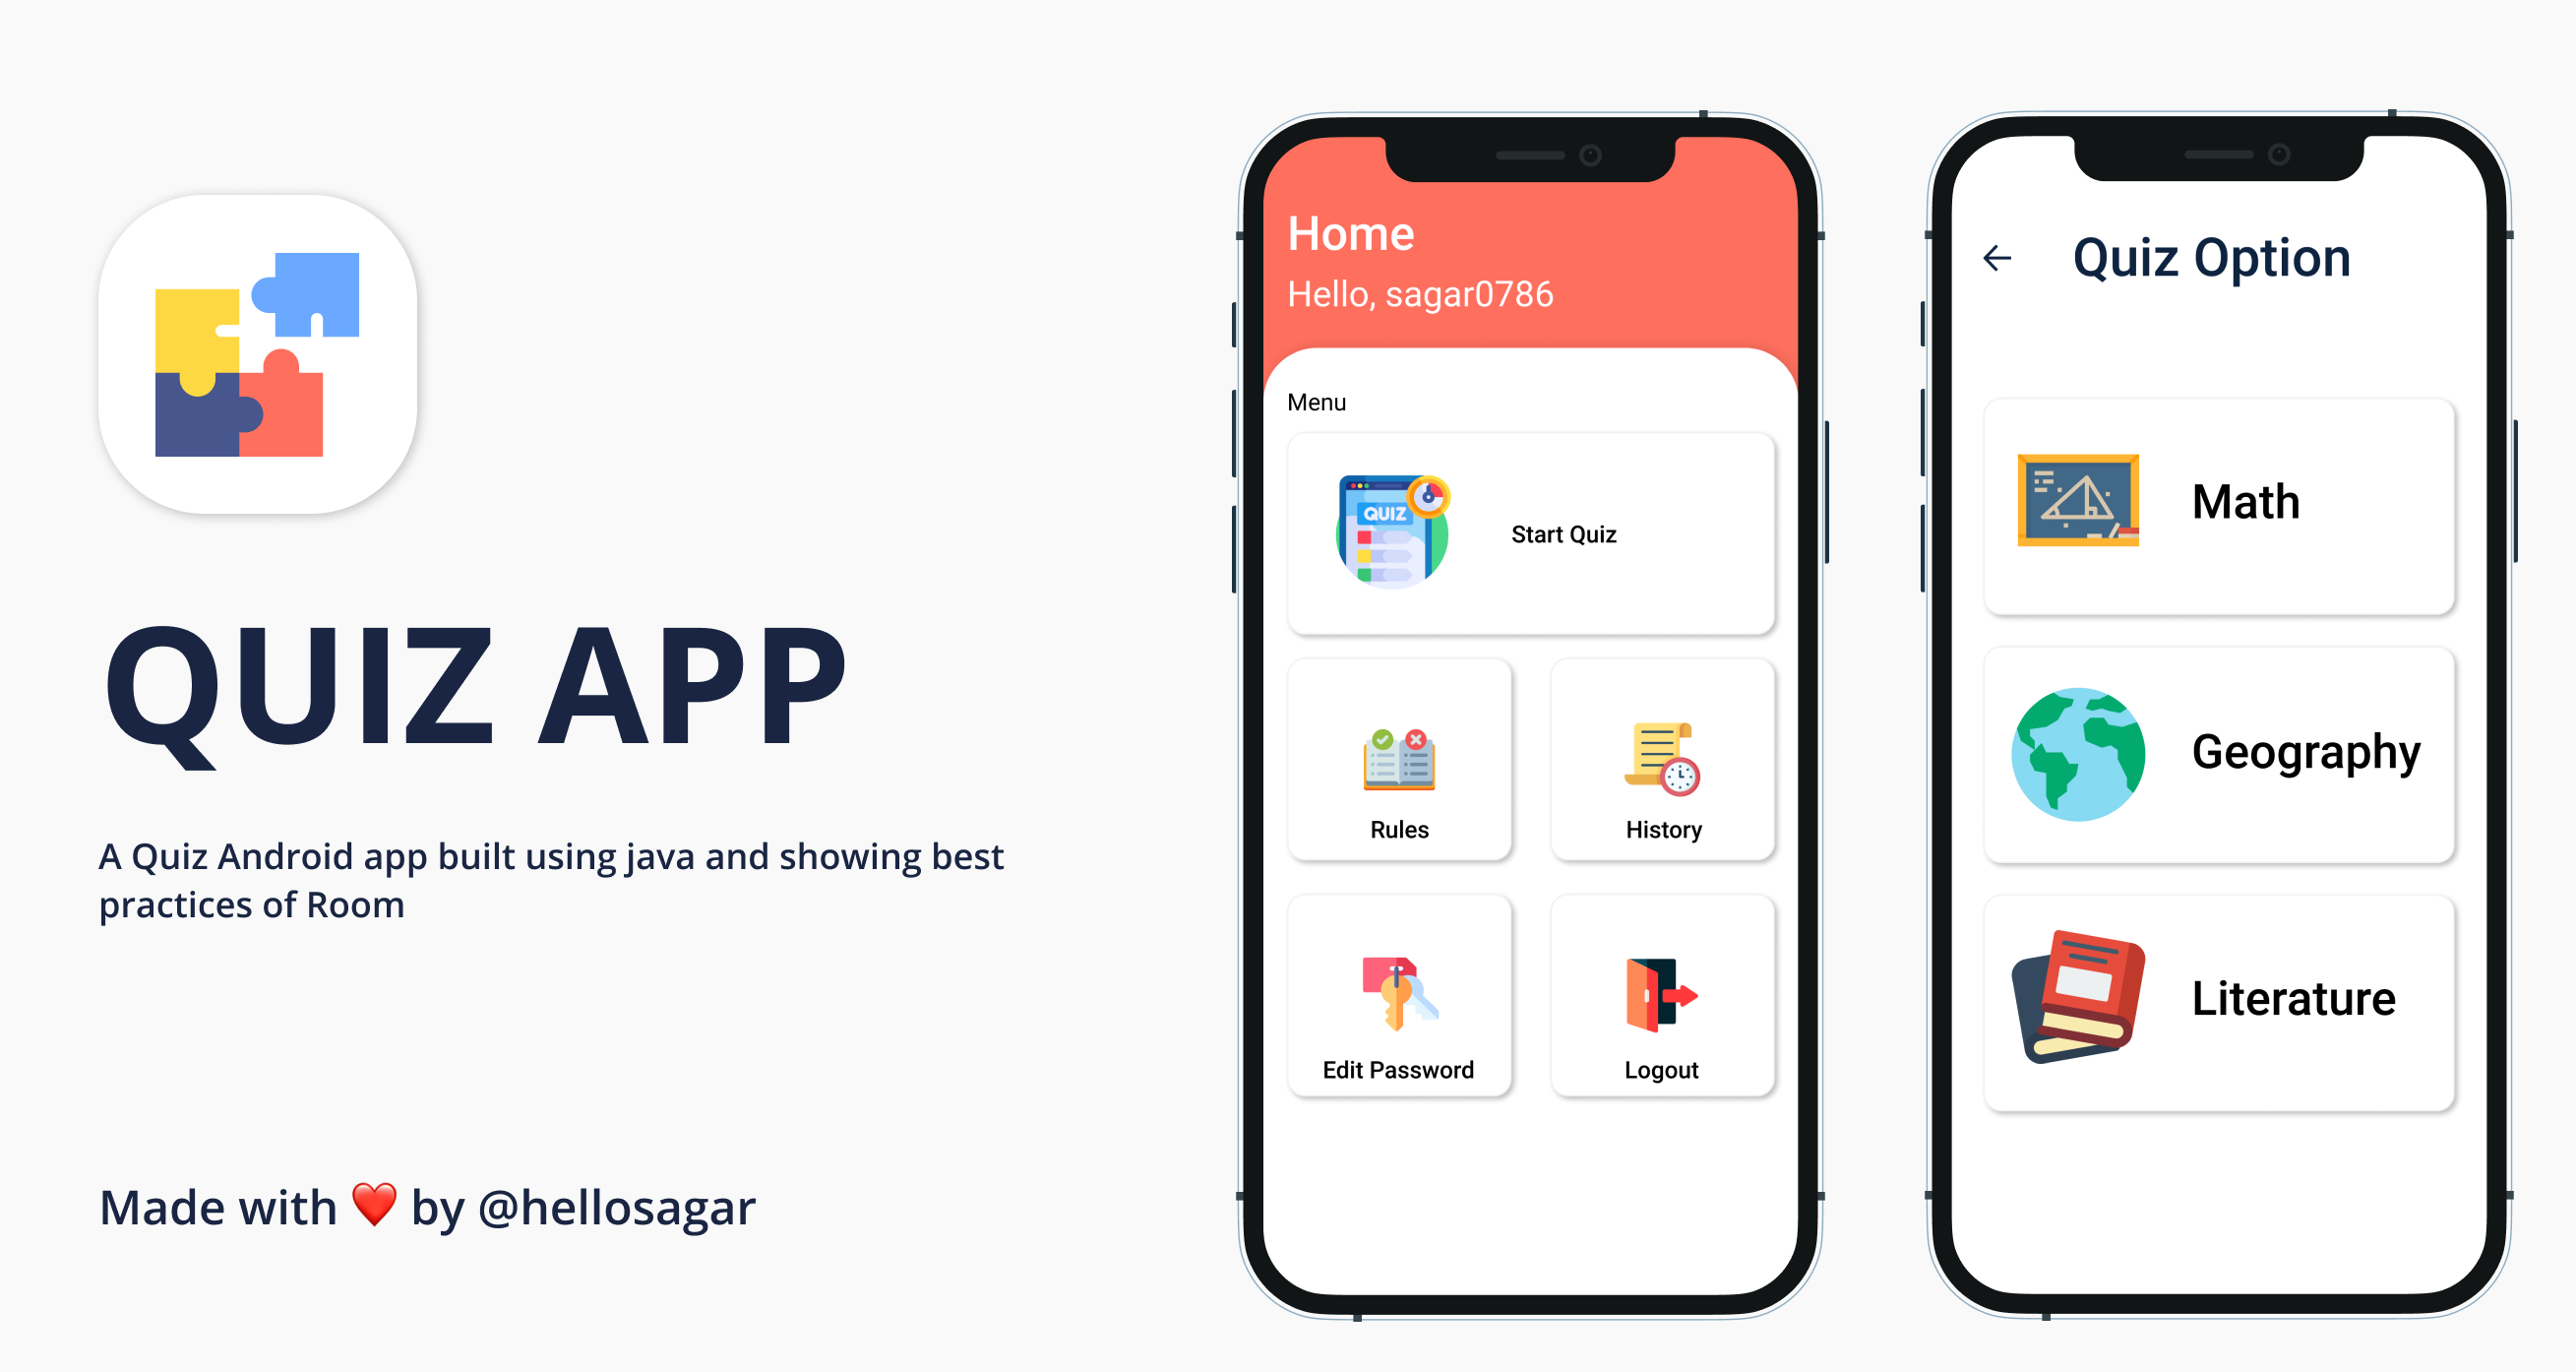 QUIZ APP
A Quiz Android app built using java and showing best
practices of Room
Made with ❤️ by @hellosagar
Home
Hello, sagar0786
Menu
QUIZ
Start Quiz
Rules
History
Edit Password
Logout
Quiz Option
Math
Geography
Literature